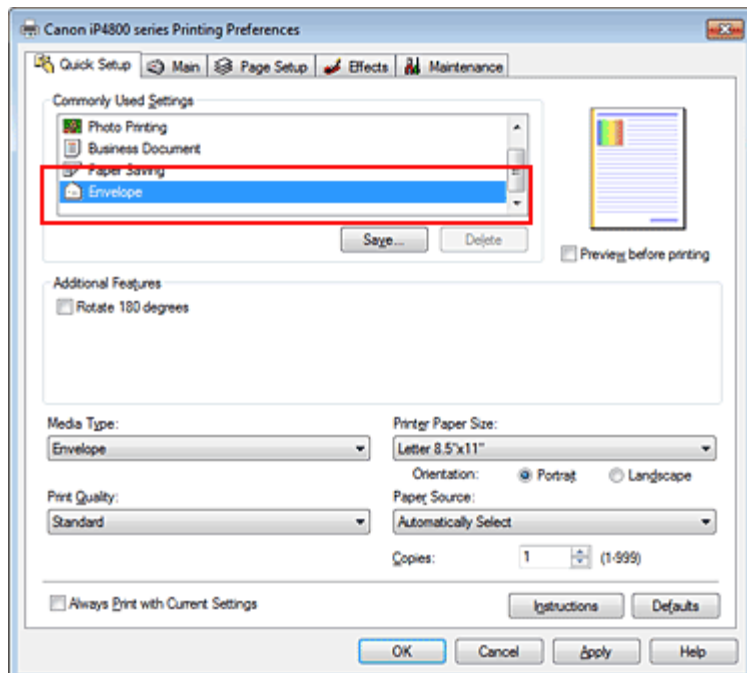 Canon iP4800 series Printing Preferences
Quick Setup Main Page Setup Effects Maintenance
Commonly Used Settings
Photo Printing
Business Document
Paper Saving
Envelope
Save... Delete
Preview before printing
Additional Features
Rotate 180 degrees
Media Type: Printer Paper Size:
Envelope Letter 8.5"x11"
Orientation: Portrait Landscape
Print Quality: Paper Source:
Standard Automatically Select
Copies: 1 (1-999)
Always Print with Current Settings Instructions Defaults
OK Cancel Apply Help